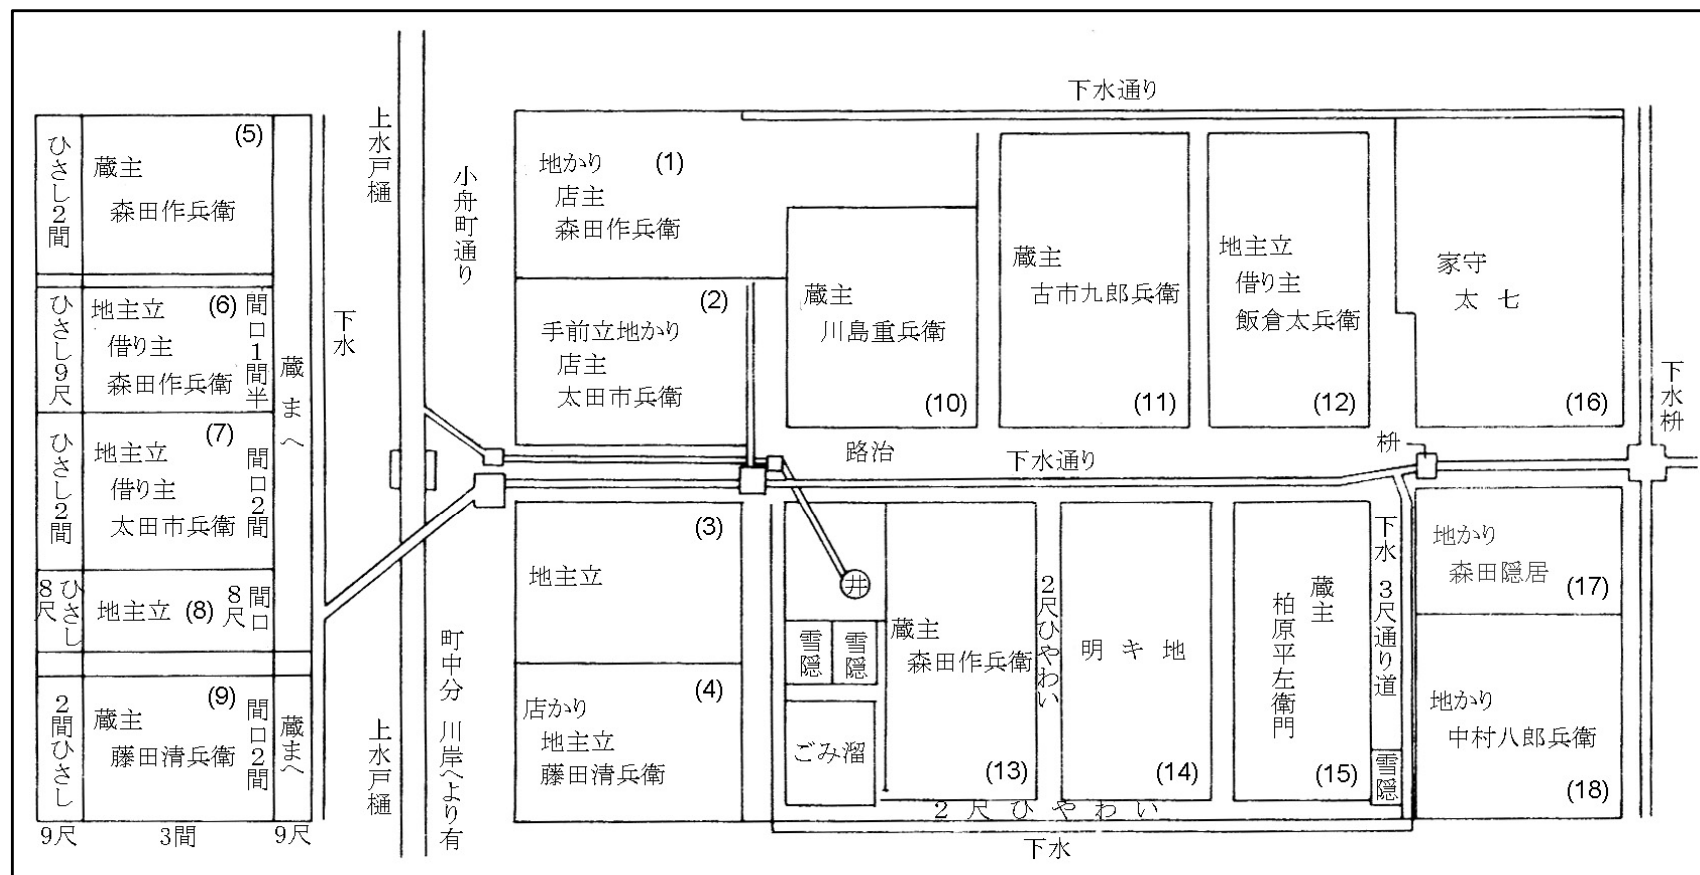 下水通り
(5)
蔵主
森田作兵衛
ひさし2間
(6)
地主立
借り主
森田作兵衛
間口1間半
ひさし9尺
(7)
地主立
借り主
太田市兵衛
間口2間
ひさし2間
地主立 (8)
間口8尺
ひさし8尺
(9)
蔵主
藤田清兵衛
間口2間
2間ひさし
蔵まへ
蔵まへ
9尺
3間
9尺
下水
上水戸樋
上水戸樋
小舟町通り
町中分 川岸へより有
地かり (1)
店主
森田作兵衛
(2)
手前立地かり
店主
太田市兵衛
(3)
地主立
(4)
店かり
地主立
藤田清兵衛
蔵主
川島重兵衛
(10)
蔵主
古市九郎兵衛
(11)
地主立
借り主
飯倉太兵衛
(12)
家守
太七
(16)
路治
下水通り
枡
下水枡
井
雪隠
雪隠
ごみ溜
蔵主
森田作兵衛
(13)
2尺ひやわい
明キ地
(14)
蔵主
柏原平左衛門
(15)
下水 3尺通り道
雪隠
地かり
森田隠居
(17)
地かり
中村八郎兵衛
(18)
2尺ひやわい
下水